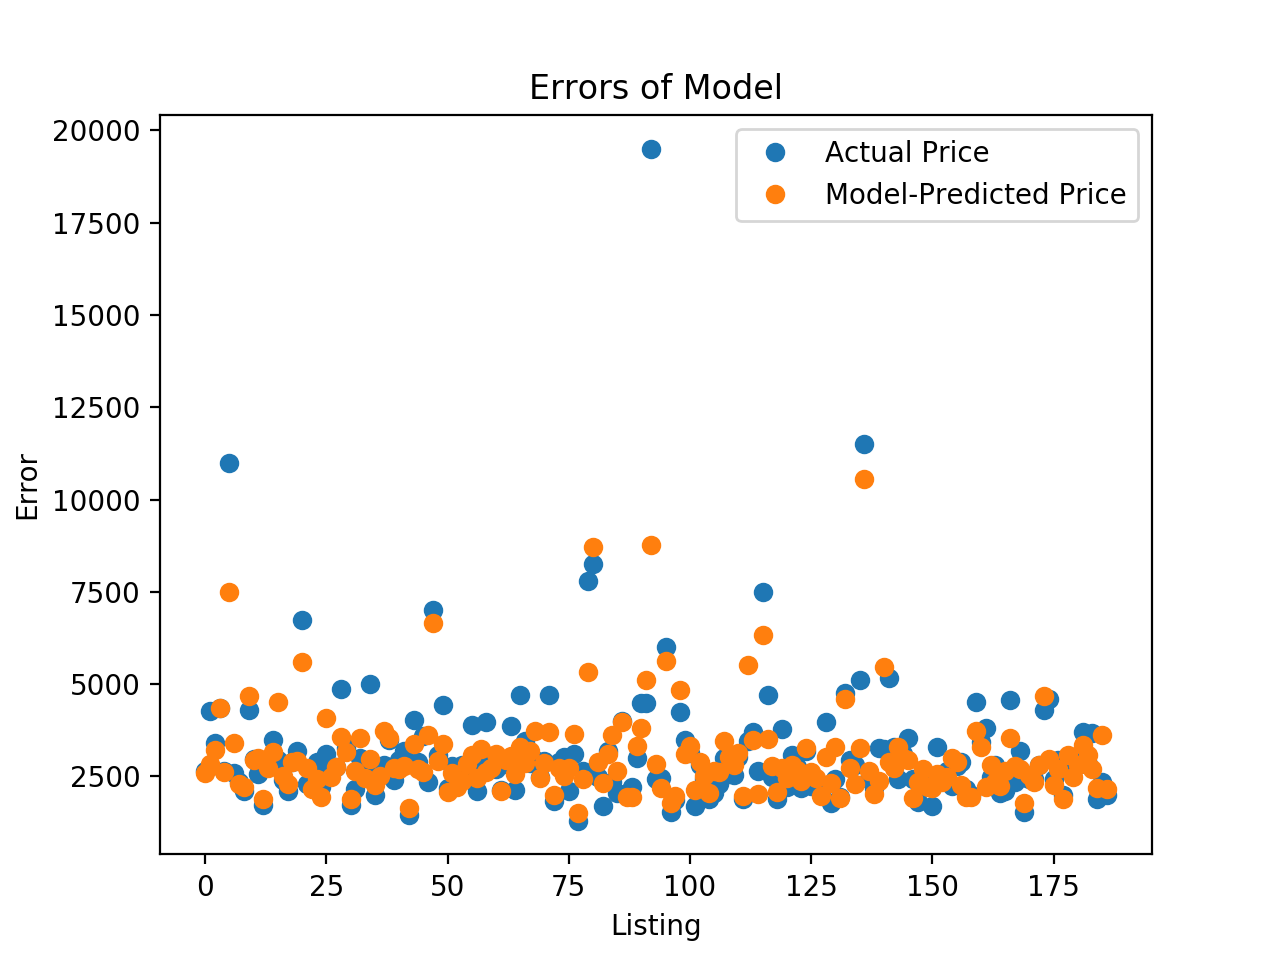 Errors of Model
20000
17500
15000
12500
10000
7500
5000
2500
Error
Actual Price
Model-Predicted Price
0 25 50 75 100 125 150 175
Listing